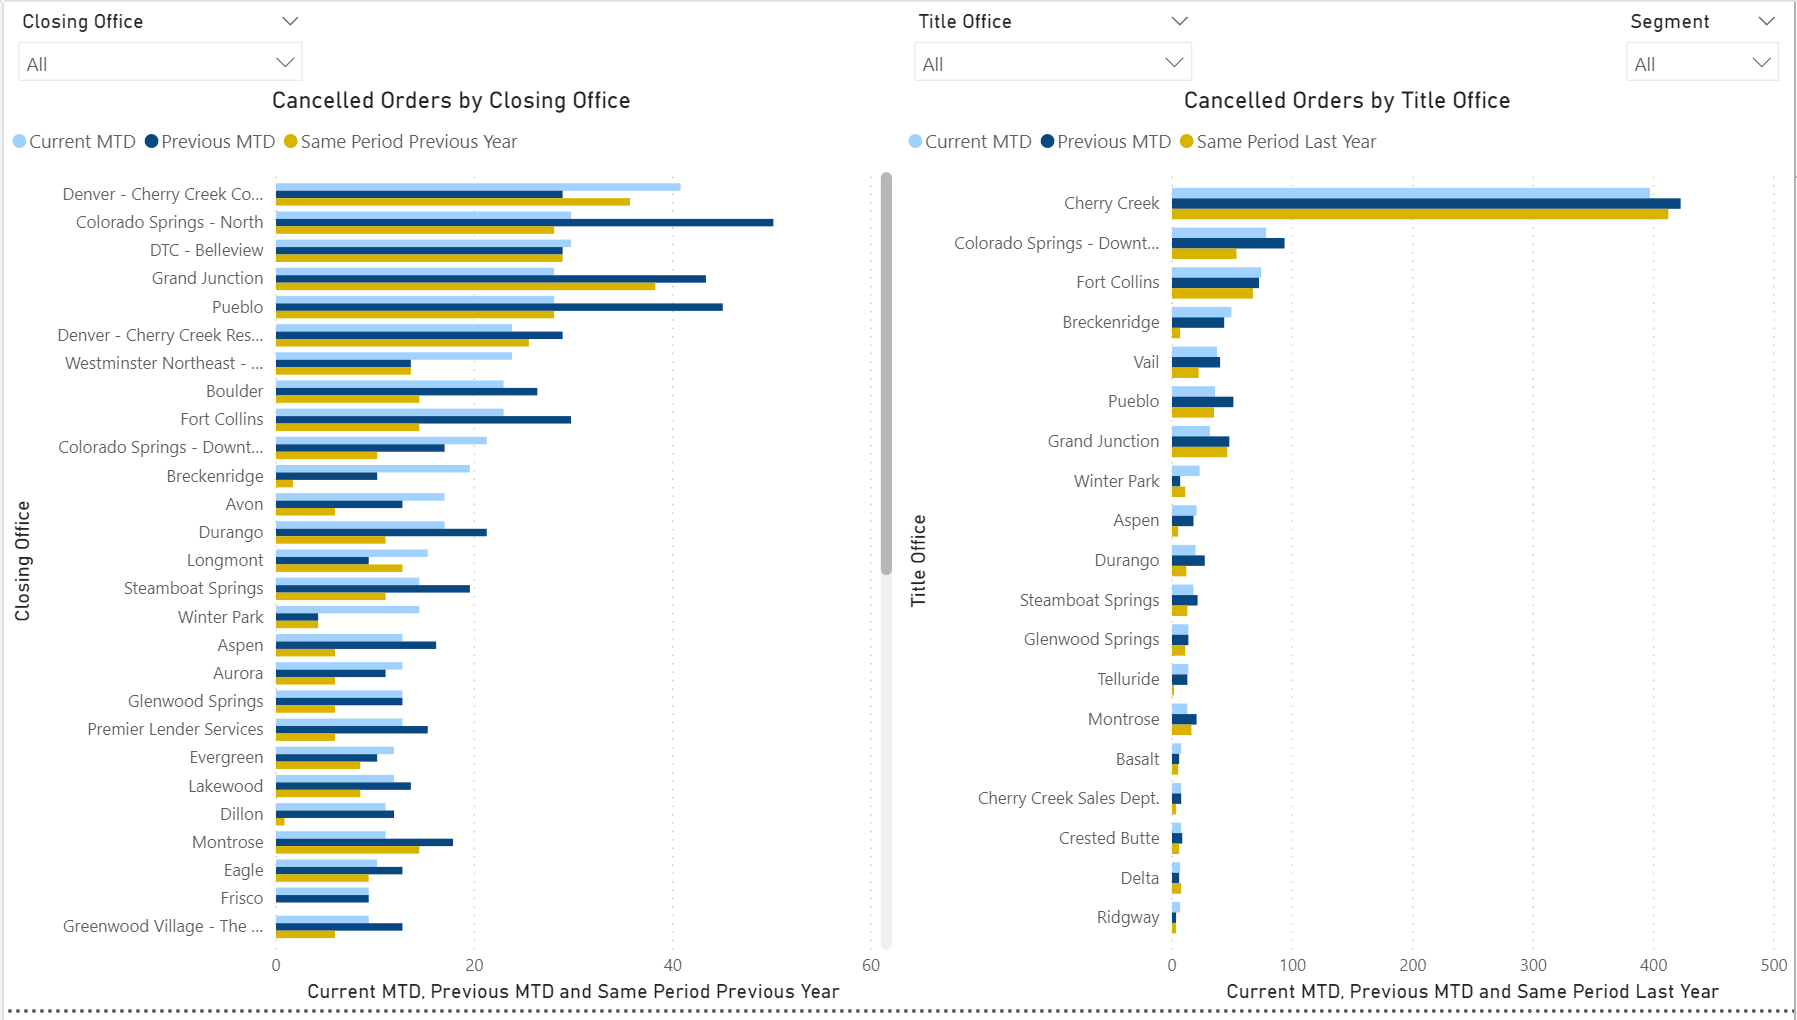 Closing Office
All
Cancelled Orders by Closing Office
Current MTD Previous MTD Same Period Previous Year
Closing Office
Denver - Cherry Creek Co...
Colorado Springs - North
DTC - Belleview
Grand Junction
Pueblo
Denver - Cherry Creek Res...
Westminster Northeast - ...
Boulder
Fort Collins
Colorado Springs - Downt...
Breckenridge
Avon
Durango
Longmont
Steamboat Springs
Winter Park
Aspen
Aurora
Glenwood Springs
Premier Lender Services
Evergreen
Lakewood
Dillon
Montrose
Eagle
Frisco
Greenwood Village - The ...
0 20 40 60
Current MTD, Previous MTD and Same Period Previous Year
Title Office
All
Segment
All
Cancelled Orders by Title Office
Current MTD Previous MTD Same Period Last Year
Title Office
Cherry Creek
Colorado Springs - Downt...
Fort Collins
Breckenridge
Vail
Pueblo
Grand Junction
Winter Park
Aspen
Durango
Steamboat Springs
Glenwood Springs
Telluride
Montrose
Basalt
Cherry Creek Sales Dept.
Crested Butte
Delta
Ridgway
0 100 200 300 400 500
Current MTD, Previous MTD and Same Period Last Year